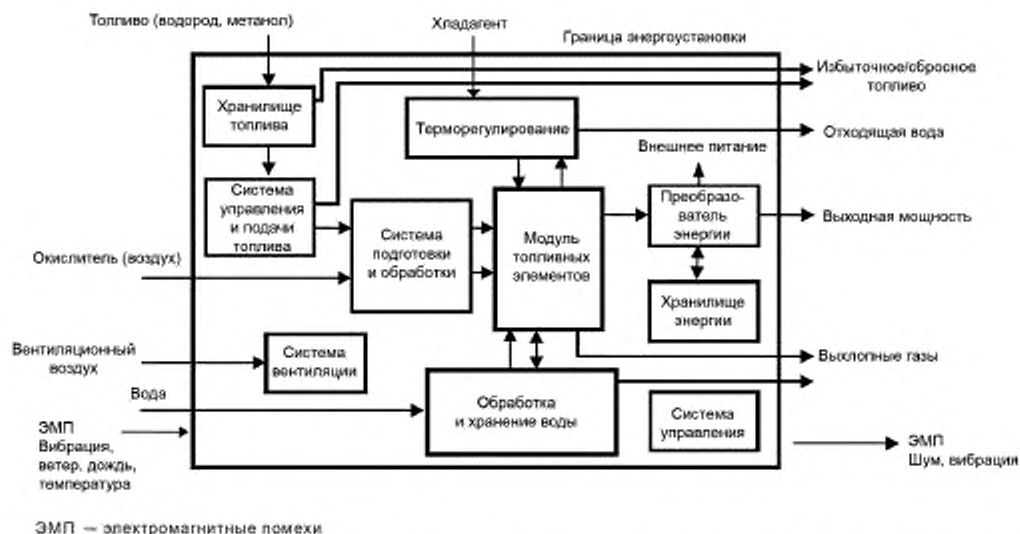 Топливо (водород, метанол)
Хладагент
Граница энергоустановки
Избыточное/сбросное
топливо
Хранилище
топлива
Терморегулирование
Отходящая вода
Внешнее питание
Система
управления
и подачи
топлива
Преобразо-
ватель
энергии
Выходная мощность
Система
подготовки
и обработки
Модуль
топливных
элементов
Окислитель (воздух)
Хранилище
энергии
Вентиляционный
воздух
Система
вентиляции
Выхлопные газы
Вода
Обработка
и хранение воды
Система
управления
ЭМП
Вибрация,
ветер, дождь,
температура
ЭМП
Шум, вибрация
ЭМП — электромагнитные помехи